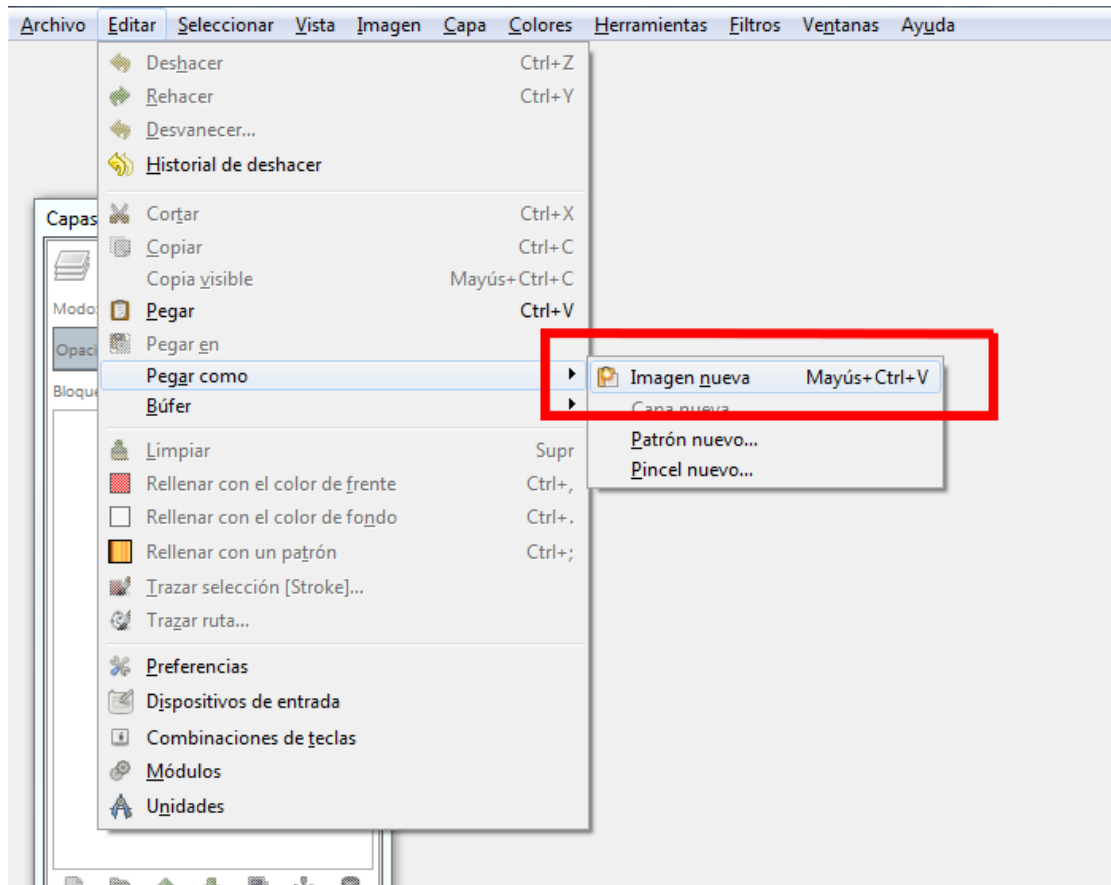 Archivo Editar Seleccionar Vista Imagen Capa Colores Herramientas Filtros Ventanas Ayuda
Deshacer Ctrl+Z
Rehacer Ctrl+Y
Desvanecer...
Historial de deshacer
Capas
Cortar Ctrl+X
Copiar Ctrl+C
Copia visible Mayús+Ctrl+C
Modo:
Pegar Ctrl+V
Opaci
Pegar en
Pegar como
Imagen nueva Mayús+Ctrl+V
Bloque
Búfer
Capa nueva
Patrón nuevo...
Pincel nuevo...
Limpiar Supr
Rellenar con el color de frente Ctrl+,
Rellenar con el color de fondo Ctrl+.
Rellenar con un patrón Ctrl+;
Trazar selección [Stroke]...
Trazar ruta...
Preferencias
Dispositivos de entrada
Combinaciones de teclas
Módulos
Unidades